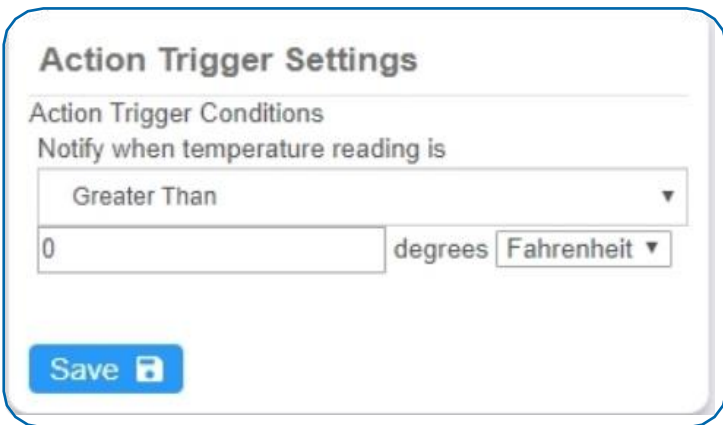 Action Trigger Settings
Action Trigger Conditions
Notify when temperature reading is
Greater Than
0 degrees Fahrenheit
Save